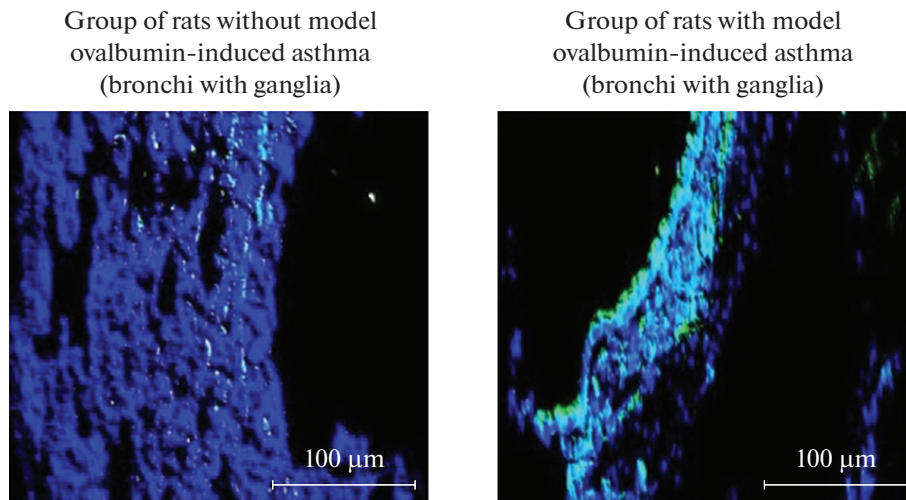 Group of rats without model
ovalbumin-induced asthma
(bronchi with ganglia)
Group of rats with model
ovalbumin-induced asthma
(bronchi with ganglia)
100 μm
100 μm